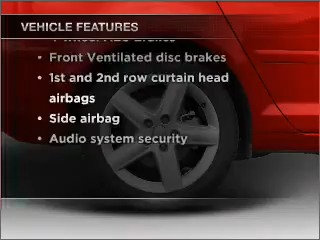 VEHICLE FEATURES
• Front Ventilated disc brakes
• 1st and 2nd row curtain head
airbags
• Side airbag
• Audio system security